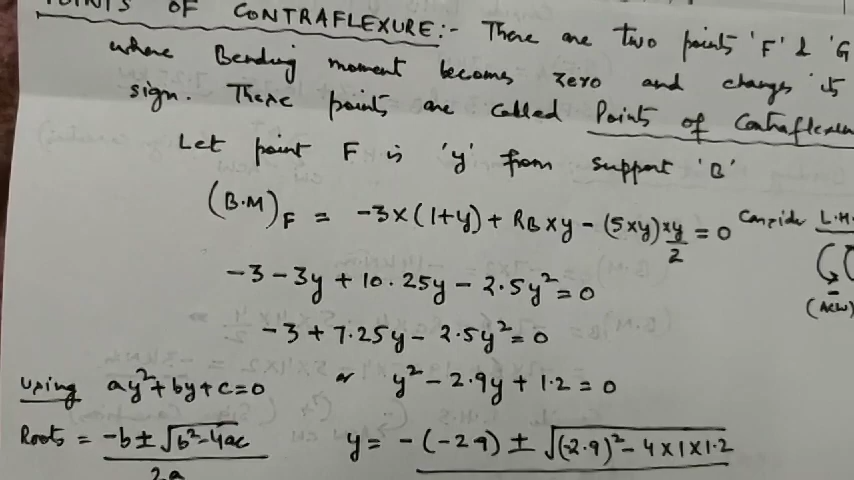 POINTS OF CONTRAFLEXURE:- There are two points 'F' & 'G
where Bending moment becomes zero and changes its
sign. These points are called Points of Contraflexure
Let point F is 'y' from support 'B'
(B.M)F = -3×(1+y) + RB×y - (5×y)×y/2 = 0 Consider L.H.
-3 - 3y + 10.25y - 2.5y² = 0
(ACW)
-3 + 7.25y - 2.5y² = 0
Using ay² + by + c = 0 or y² - 2.9y + 1.2 = 0
Roots = -b ± √b²-4ac / 2a y = -(-2.9) ± √(-2.9)² - 4×1×1.2